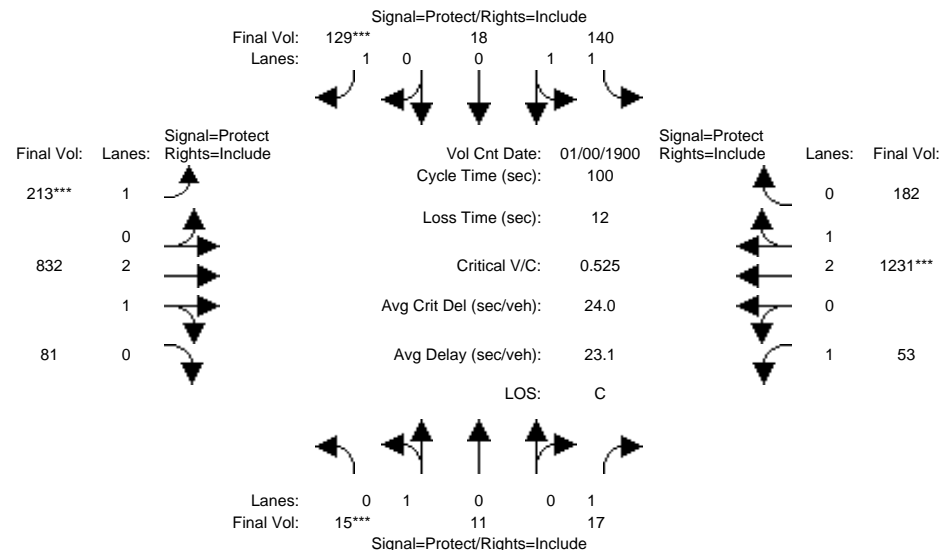 Signal=Protect/Rights=Include
Final Vol: 129*** 18 140
Lanes: 1 0 0 1 1
Signal=Protect
Final Vol: Lanes: Rights=Include
Vol Cnt Date: 01/00/1900
Signal=Protect
Rights=Include Lanes: Final Vol:
Cycle Time (sec): 100
213*** 1
0 182
Loss Time (sec): 12
0
1
832 2
Critical V/C: 0.525
2 1231***
1
Avg Crit Del (sec/veh): 24.0
0
81 0
Avg Delay (sec/veh): 23.1
1 53
LOS: C
Lanes: 0 1 0 0 1
Final Vol: 15*** 11 17
Signal=Protect/Rights=Include